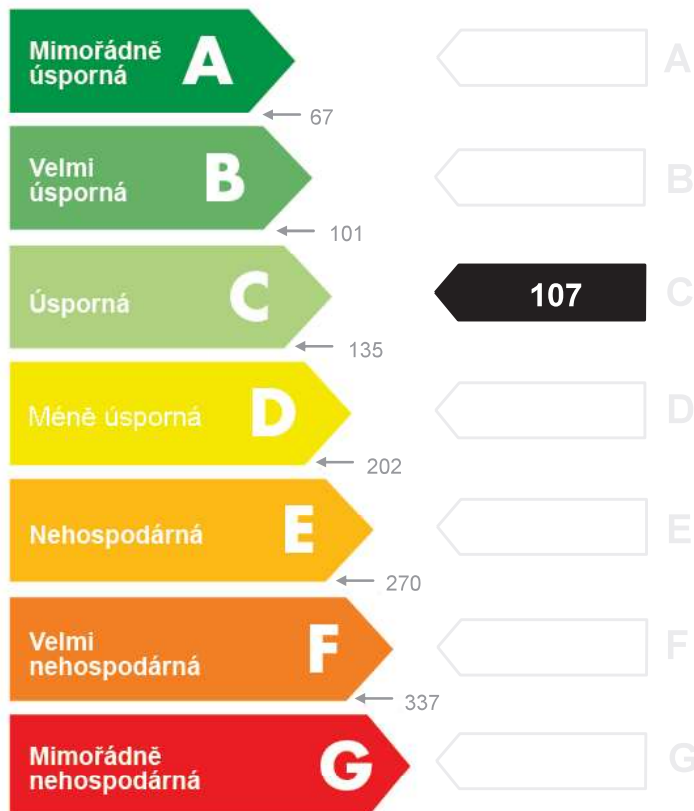 Mimořádně
úsporná
A
A
67
Velmi
úsporná
B
B
101
Úsporná
C
107
C
135
Méně úsporná
D
D
202
Nehospodárná
E
E
270
Velmi
nehospodárná
F
F
337
Mimořádně
nehospodárná
G
G